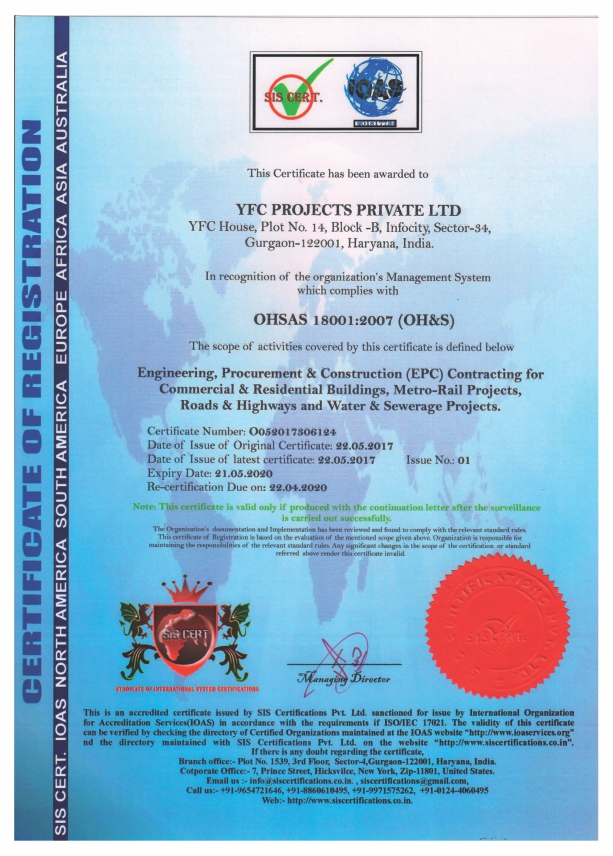 CERTIFICATE OF REGISTRATION
SIS CERT. IOAS NORTH AMERICA SOUTH AMERICA EUROPE AFRICA ASIA AUSTRALIA
SIS CERT.
IOAS
This Certificate has been awarded to
YFC PROJECTS PRIVATE LTD
YFC House, Plot No. 14, Block -B, Infocity, Sector-34,
Gurgaon-122001, Haryana, India.
In recognition of the organization's Management System
which complies with
OHSAS 18001:2007 (OH&S)
The scope of activities covered by this certificate is defined below
Engineering, Procurement & Construction (EPC) Contracting for
Commercial & Residential Buildings, Metro-Rail Projects,
Roads & Highways and Water & Sewerage Projects.
Certificate Number: O052017306124
Date of Issue of Original Certificate: 22.05.2017
Date of Issue of latest certificate: 22.05.2017 Issue No.: 01
Expiry Date: 21.05.2020
Re-certification Due on: 22.04.2020
Note: This certificate is valid only if produced with the continuation letter after the surveillance
is carried out successfully.
The Organization's documentation and Implementation has been reviewed and found to comply with the relevant standard rules.
This certificate of Registration is based on the evaluation of the mentioned scope given above. Organization is responsible for
maintaining the responsibilities of the relevant standard rules. Any significant changes in the scope of the certification or standard
referred above render this certificate invalid.
SIS CERT
SYNDICATE OF INTERNATIONAL SYSTEM CERTIFICATIONS
Managing Director
SIS CERT.
This is an accredited certificate issued by SIS Certifications Pvt. Ltd. sanctioned for issue by International Organization
for Accreditation Services(IOAS) in accordance with the requirements if ISO/IEC 17021. The validity of this certificate
can be verified by checking the directory of Certified Organizations maintained at the IOAS website "http://www.ioaservices.org"
nd the directory maintained with SIS Certifications Pvt. Ltd. on the website "http://www.siscertifications.co.in".
If there is any doubt regarding the certificate,
Branch office:- Plot No. 1539, 3rd Floor, Sector-4,Gurgaon-122001, Haryana, India.
Cotporate Office:- 7, Prince Street, Hicksvilce, New York, Zip-11801, United States.
Email us :- info@siscertifications.co.in. , siscertifications@gmail.com,
Call us:- +91-9654721646, +91-8860610495, +91-9971575262, +91-0124-4060495
Web:- http://www.siscertifications.co.in.